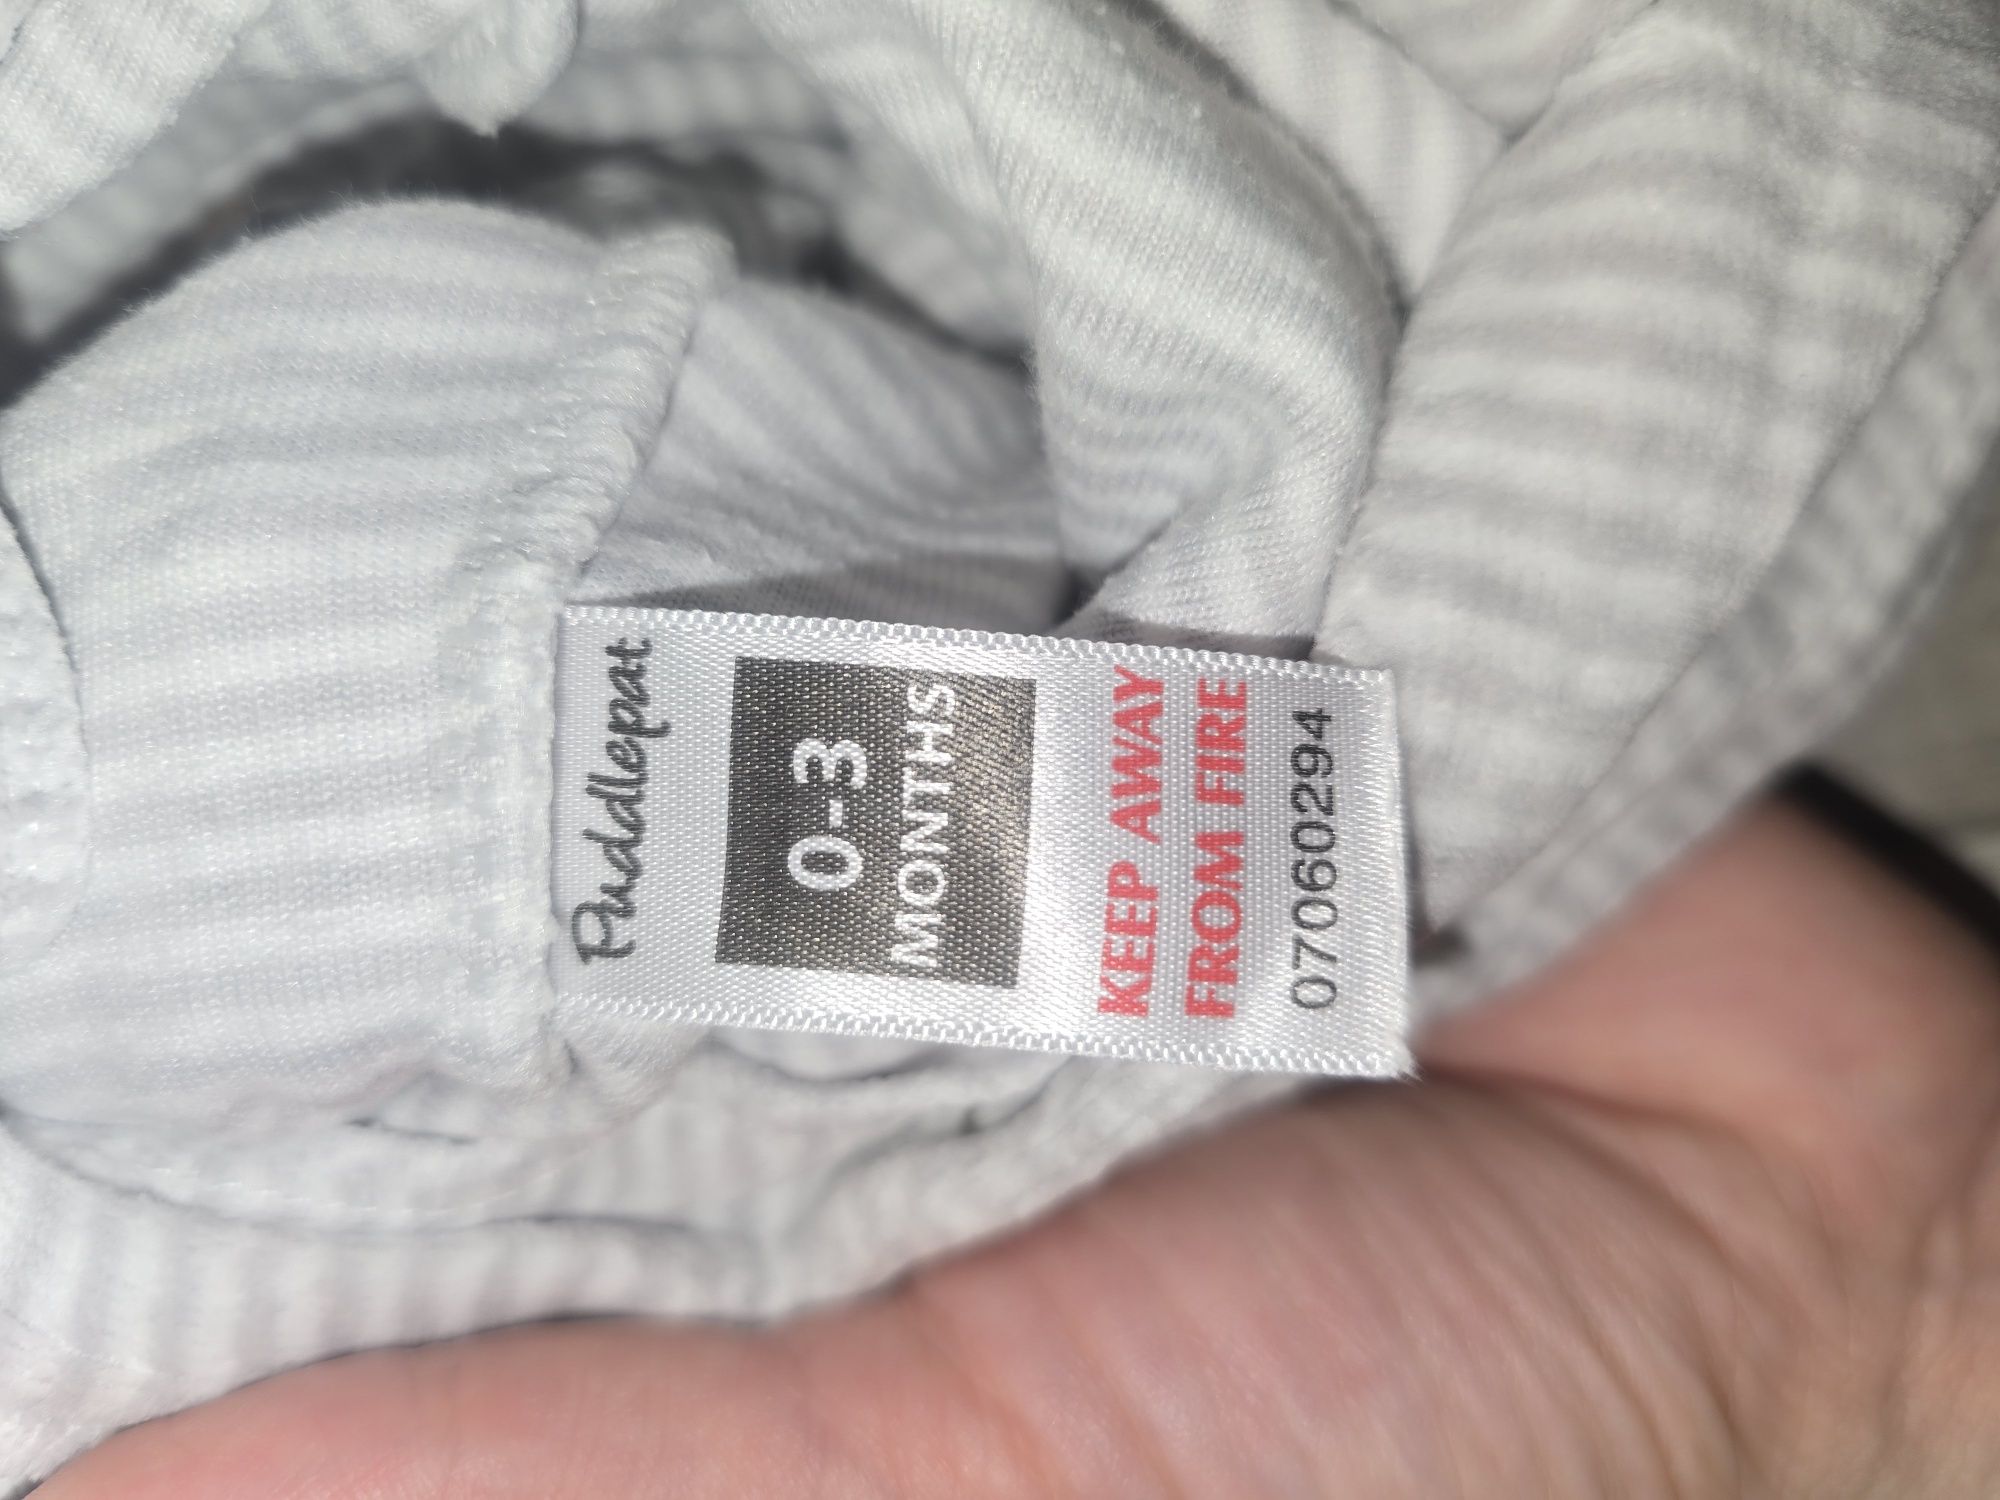 Puddlepat
0-3
MONTHS
KEEP AWAY
FROM FIRE
07060294